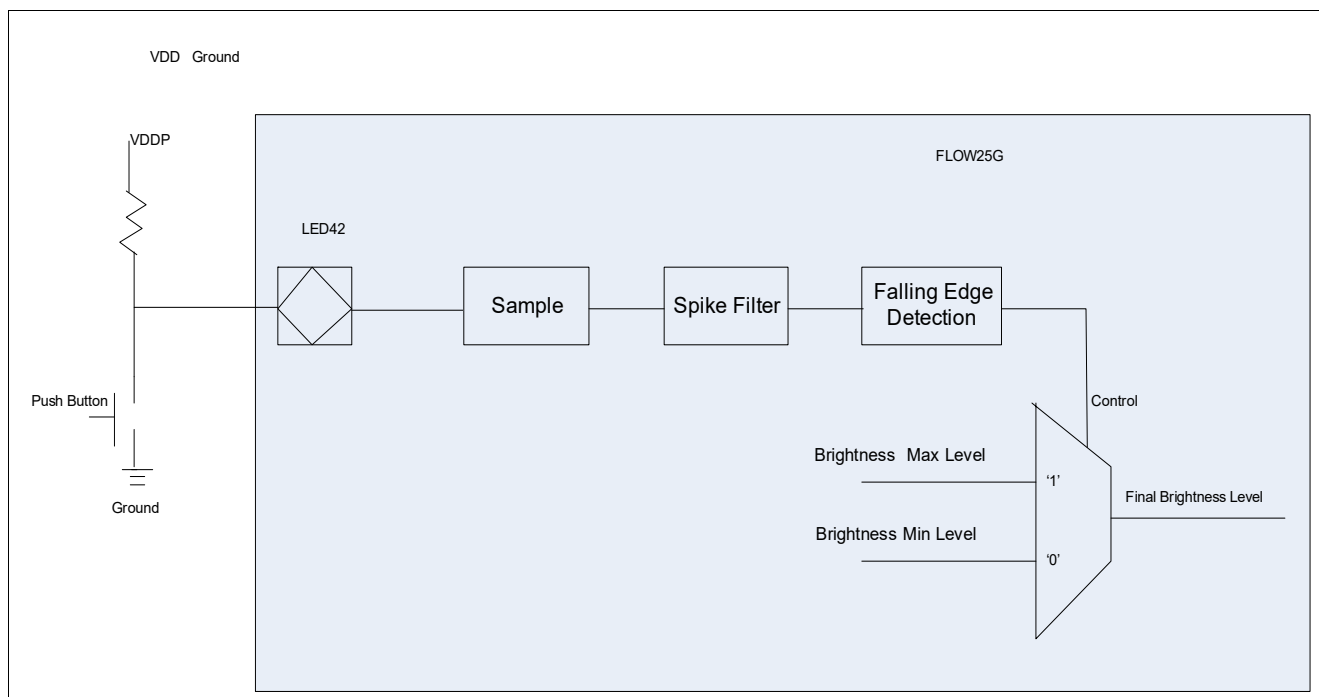 VDD Ground
VDDP
FLOW25G
LED42
Sample
Spike Filter
Falling Edge
Detection
Push Button
Control
Brightness Max Level
'1'
Final Brightness Level
Ground
Brightness Min Level
'0'